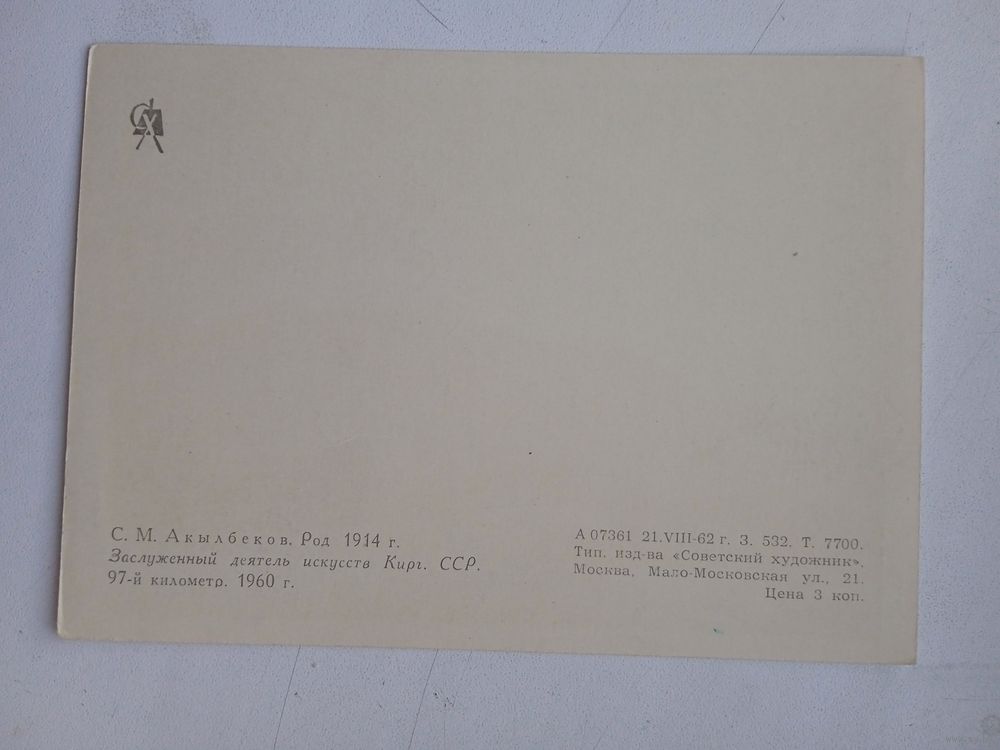 СХ
С. М. Акылбеков. Род 1914 г.
Заслуженный деятель искусств Кирг. ССР.
97-й километр. 1960 г.
А 07361 21.VIII-62 г. З. 532. Т. 7700.
Тип. изд-ва «Советский художник».
Москва, Мало-Московская ул., 21.
Цена 3 коп.